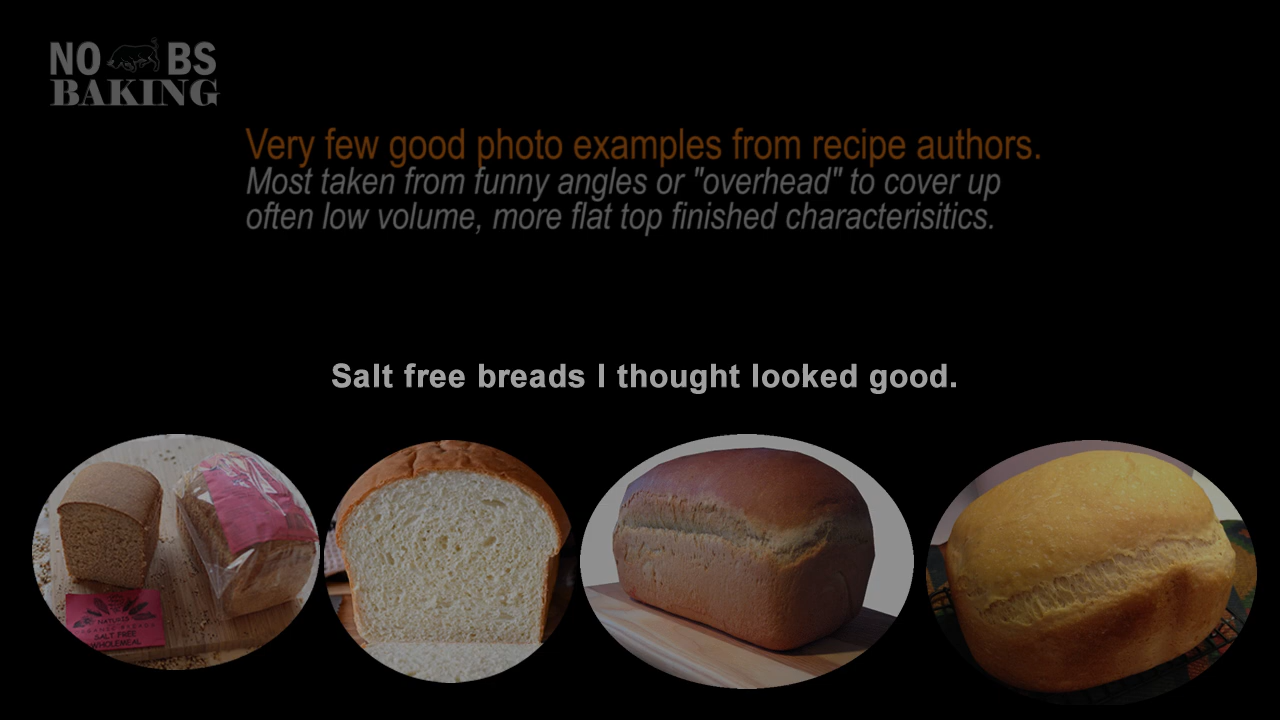 NO BS
BAKING
Very few good photo examples from recipe authors.
Most taken from funny angles or "overhead" to cover up
often low volume, more flat top finished characterisitics.
Salt free breads I thought looked good.
SALT FREE
WHOLEMEAL